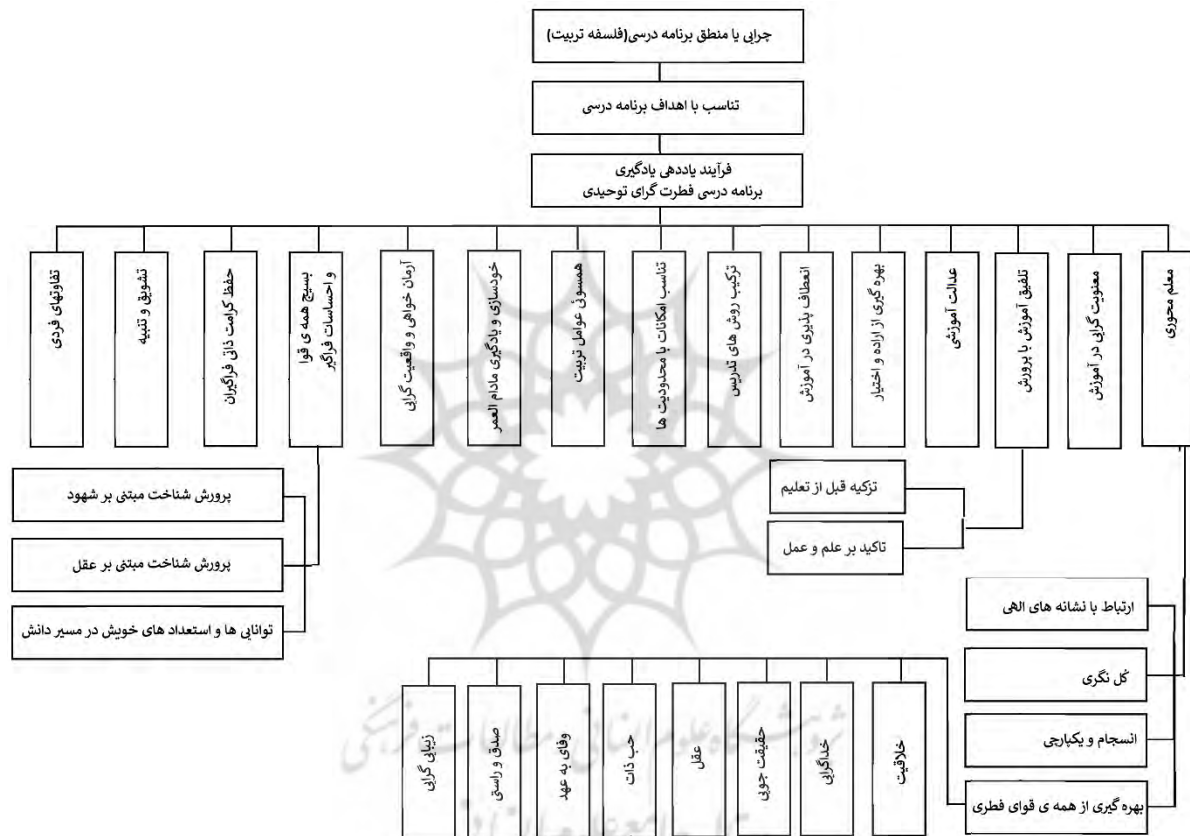 چرایی یا منطق برنامه درسی(فلسفه تربیت)
تناسب با اهداف برنامه درسی
فرآیند یاددهی یادگیری
برنامه درسی فطرت گرای توحیدی
معلم محوری
معنویت گرایی در آموزش
تلفیق آموزش با پرورش
عدالت آموزشی
بهره گیری از اراده و اختیار
انعطاف پذیری در آموزش
ترکیب روش های تدریس
تناسب امکانات با محدودیت ها
همسوئی عوامل تربیت
خودسازی و یادگیری مادام العمر
آرمان خواهی و واقعیت گرایی
بسیج همه ی قوا
و احساسات فراگیر
حفظ کرامت ذاتی فراگیران
تشویق و تنبیه
تفاوتهای فردی
تزکیه قبل از تعلیم
تاکید بر علم و عمل
پرورش شناخت مبتنی بر شهود
پرورش شناخت مبتنی بر عقل
توانایی ها و استعداد های خویش در مسیر دانش
ارتباط با نشانه های الهی
کل نگری
انسجام و یکپارچی
بهره گیری از همه ی قوای فطری
خلاقیت
خداگرایی
حقیقت جویی
عقل
حب ذات
وفای به عهد
صدق و راستی
زیبایی گرایی
پژوهشگاه علوم انسانی و مطالعات فرهنگی